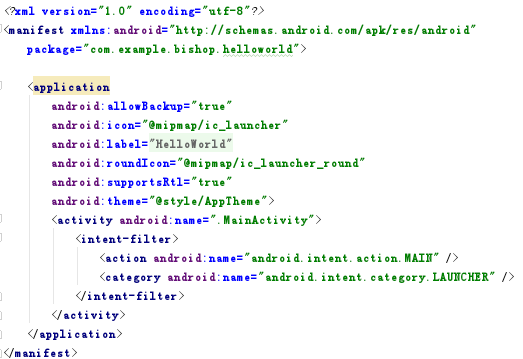 <?xml version="1.0" encoding="utf-8"?>
<manifest xmlns:android="http://schemas.android.com/apk/res/android"
    package="com.example.bishop.helloworld">

    <application
        android:allowBackup="true"
        android:icon="@mipmap/ic_launcher"
        android:label="HelloWorld"
        android:roundIcon="@mipmap/ic_launcher_round"
        android:supportsRtl="true"
        android:theme="@style/AppTheme">
        <activity android:name=".MainActivity">
            <intent-filter>
                <action android:name="android.intent.action.MAIN" />
                <category android:name="android.intent.category.LAUNCHER" />
            </intent-filter>
        </activity>
    </application>
</manifest>